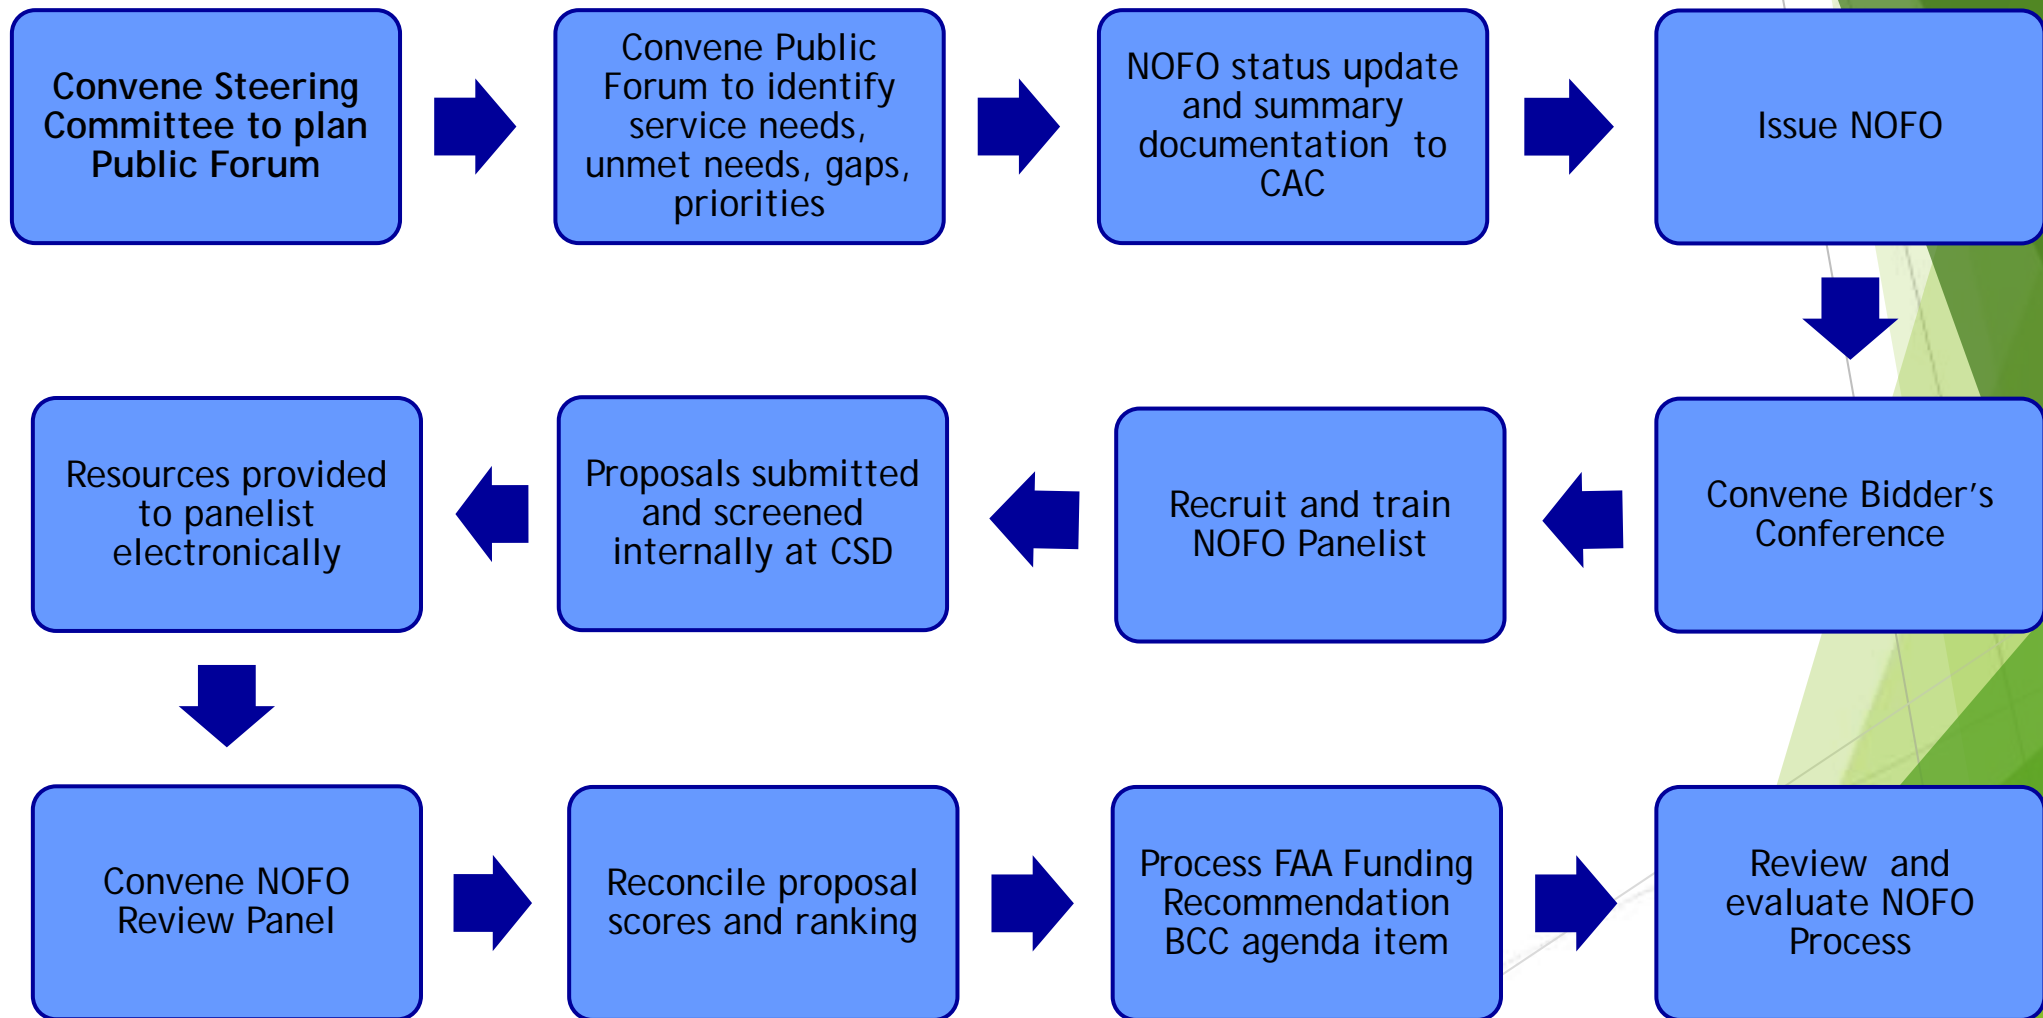 Convene Steering
Committee to plan
Public Forum
Convene Public
Forum to identify
service needs,
unmet needs, gaps,
priorities
NOFO status update
and summary
documentation to
CAC
Issue NOFO
Convene Bidder's
Conference
Recruit and train
NOFO Panelist
Proposals submitted
and screened
internally at CSD
Resources provided
to panelist
electronically
Convene NOFO
Review Panel
Reconcile proposal
scores and ranking
Process FAA Funding
Recommendation
BCC agenda item
Review and
evaluate NOFO
Process